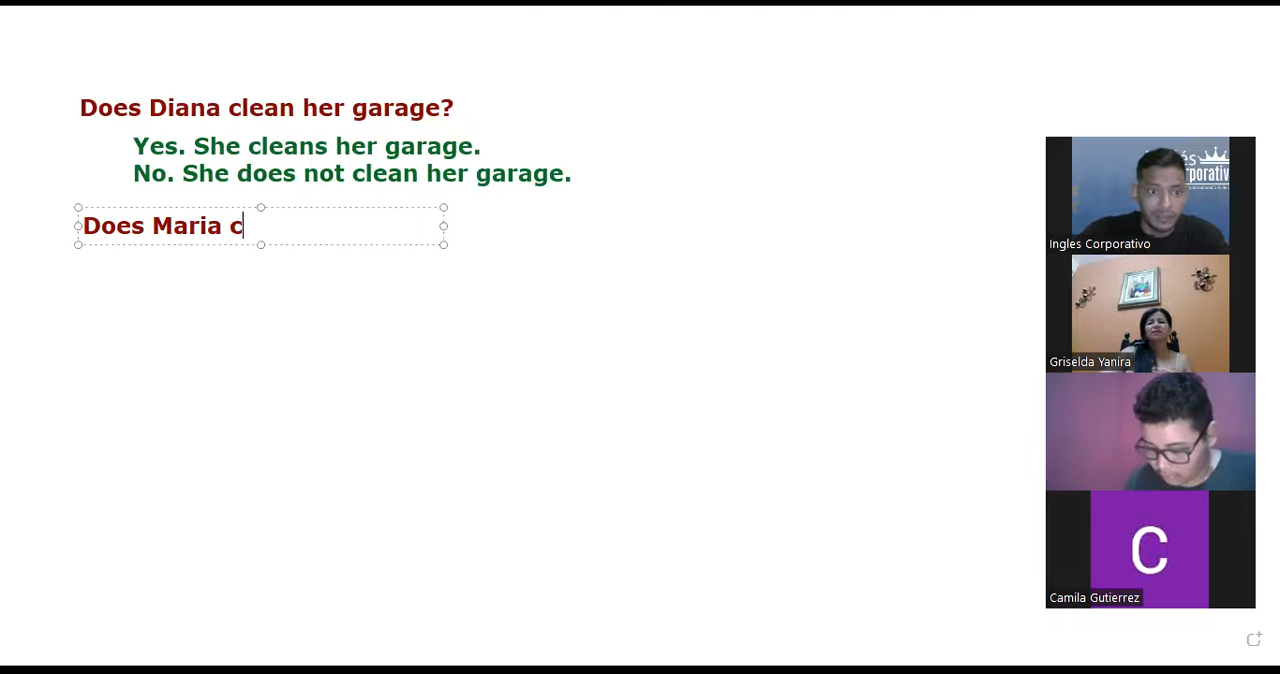 Does Diana clean her garage?
Yes. She cleans her garage.
No. She does not clean her garage.
Does Maria c
Ingles Corporativo
Griselda Yanira
C
Camila Gutierrez